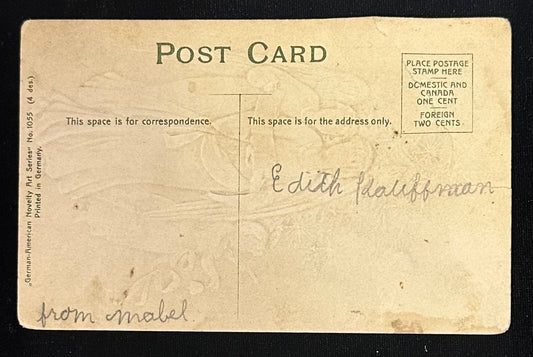 POST CARD
PLACE POSTAGE
STAMP HERE
DOMESTIC AND
CANADA
ONE CENT
FOREIGN
TWO CENTS
This space is for correspondence.
This space is for the address only.
Edith Kauffman
from mabel.
„German-American Novelty Art Series" No. 1055 (4 des.)
Printed in Germany.